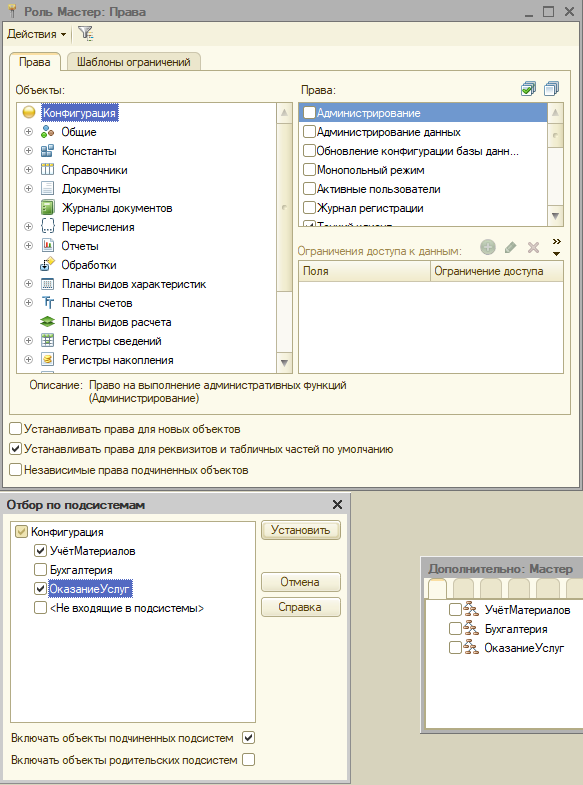 Роль Мастер: Права
Действия
Права
Шаблоны ограничений
Объекты:
Конфигурация
Общие
Константы
Справочники
Документы
Журналы документов
Перечисления
Отчеты
Обработки
Планы видов характеристик
Планы счетов
Планы видов расчета
Регистры сведений
Регистры накопления
Права:
Администрирование
Администрирование данных
Обновление конфигурации базы данн...
Монопольный режим
Активные пользователи
Журнал регистрации
Тонкий клиент
Ограничения доступа к данным:
Поля
Ограничение доступа
Описание: Право на выполнение административных функций
(Администрирование)
Устанавливать права для новых объектов
Устанавливать права для реквизитов и табличных частей по умолчанию
Независимые права подчиненных объектов
Отбор по подсистемам
Конфигурация
УчётМатериалов
Бухгалтерия
ОказаниеУслуг
<Не входящие в подсистемы>
Установить
Отмена
Справка
Включать объекты подчиненных подсистем
Включать объекты родительских подсистем
Дополнительно: Мастер
УчётМатериалов
Бухгалтерия
ОказаниеУслуг